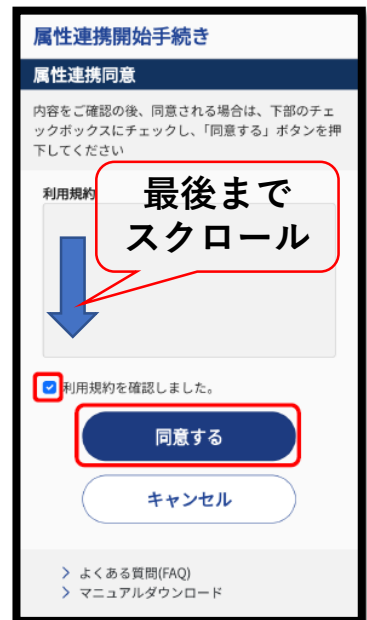 属性連携開始手続き
属性連携同意
内容をご確認の後、同意される場合は、下部のチェ
ックボックスにチェックし、「同意する」ボタンを押
下してください
利用規約
最後まで
スクロール
利用規約を確認しました。
同意する
キャンセル
> よくある質問(FAQ)
> マニュアルダウンロード